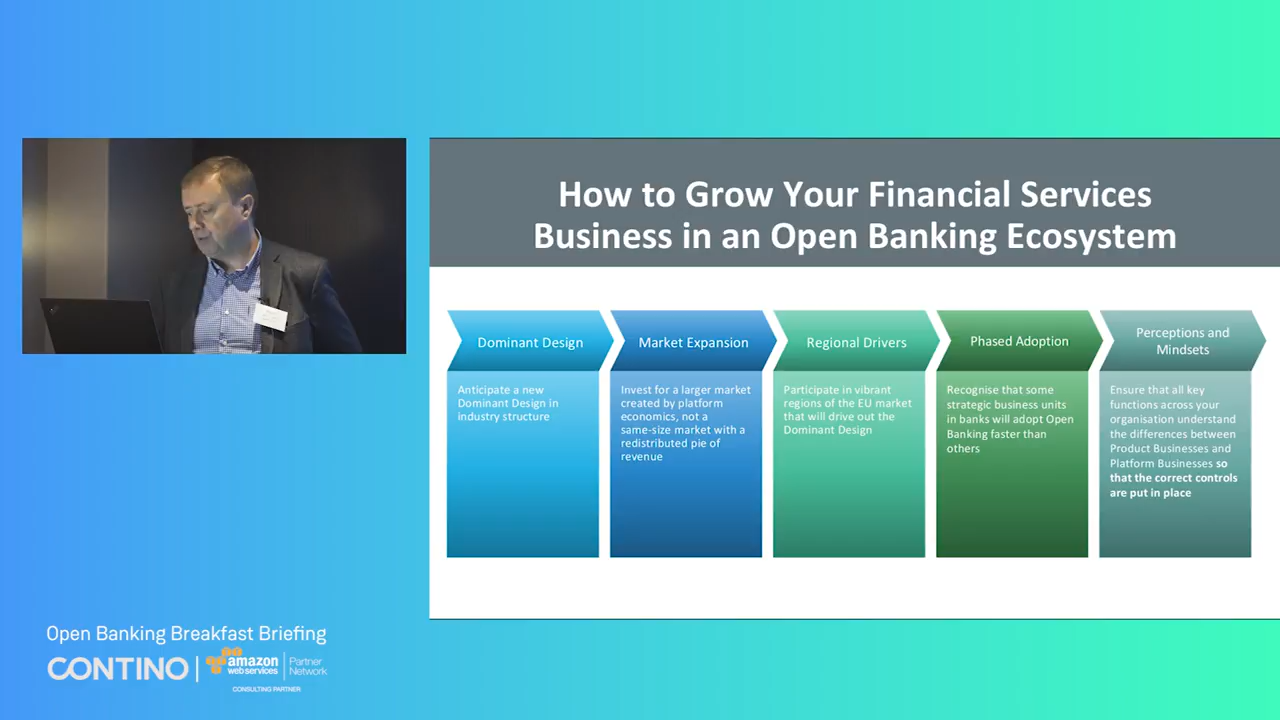 How to Grow Your Financial Services
Business in an Open Banking Ecosystem
Dominant Design
Anticipate a new
Dominant Design in
industry structure
Market Expansion
Invest for a larger market
created by platform
economics, not a
same-size market with a
redistributed pie of
revenue
Regional Drivers
Participate in vibrant
regions of the EU market
that will drive out the
Dominant Design
Phased Adoption
Recognise that some
strategic business units
in banks will adopt Open
Banking faster than
others
Perceptions and
Mindsets
Ensure that all key
functions across your
organisation understand
the differences between
Product Businesses and
Platform Businesses so
that the correct controls
are put in place
Open Banking Breakfast Briefing
CONTINO
amazon
web services
Partner
Network
CONSULTING PARTNER